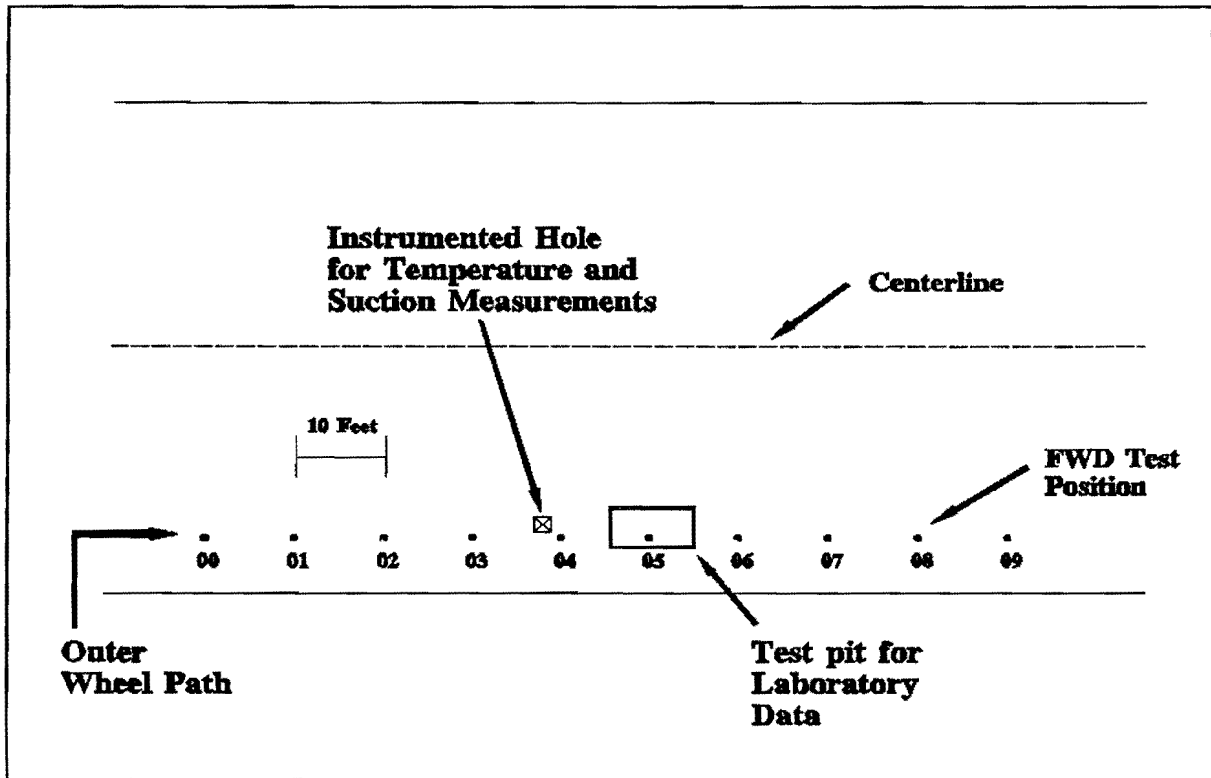 Instrumented Hole
for Temperature and
Suction Measurements
Centerline
10 Feet
FWD Test
Position
00 01 02 03 04 05 06 07 08 09
Outer
Wheel Path
Test pit for
Laboratory
Data